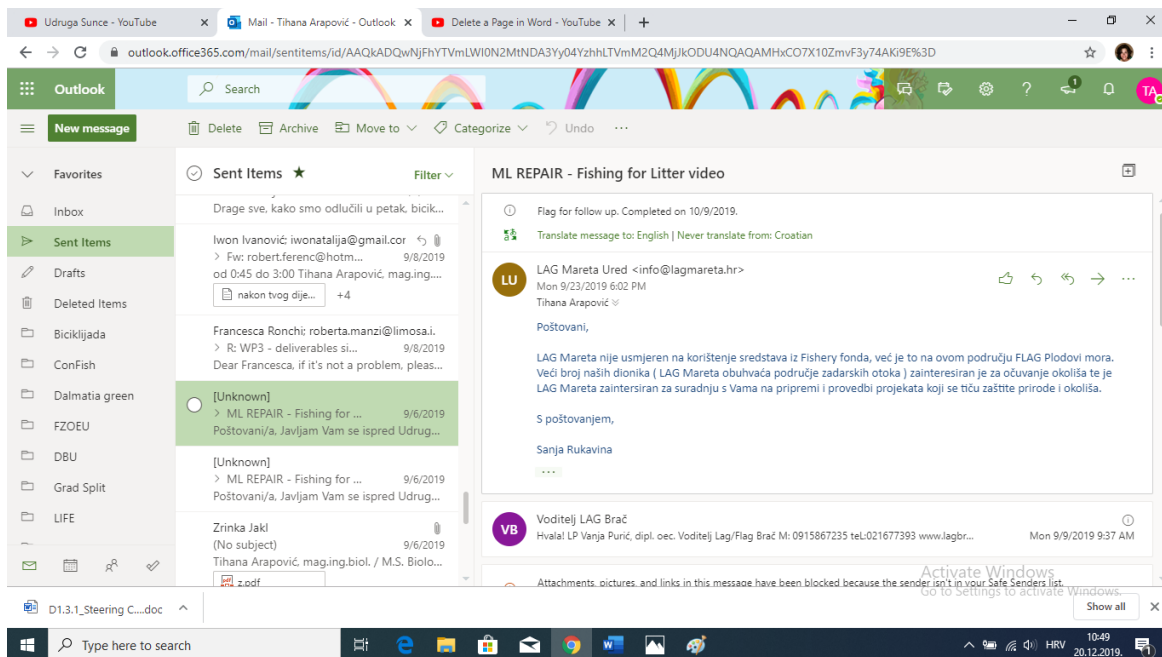 Udruga Sunce - YouTube
Mail - Tihana Arapović - Outlook
Delete a Page in Word - YouTube
outlook.office365.com/mail/sentitems/id/AAQkADQwNjFhYTVmLWI0N2MtNDA3Yy04YzhhLTVmM2Q4MjJkODU4NQAQAMHxCO7X10ZmvF3y74AKi9E%3D
Outlook
Search
1
TA
New message
Delete
Archive
Move to
Categorize
Undo
Favorites
Inbox
Sent Items
Drafts
Deleted Items
Biciklijada
ConFish
Dalmatia green
FZOEU
DBU
Grad Split
LIFE
Sent Items
Filter
Drage sve, kako smo odlučili u petak, bicik...
Iwon Ivanović; iwonatalija@gmail.cor
> Fw: robert.ferenc@hotm... 9/8/2019
od 0:45 do 3:00 Tihana Arapović, mag.ing....
nakon tvog dije... +4
Francesca Ronchi; roberta.manzi@limosa.i.
> R: WP3 - deliverables si... 9/8/2019
Dear Francesca, if it's not a problem, pleas...
[Unknown]
> ML REPAIR - Fishing for ... 9/6/2019
Poštovani/a, Javljam Vam se ispred Udrug...
[Unknown]
> ML REPAIR - Fishing for ... 9/6/2019
Poštovani/a, Javljam Vam se ispred Udrug...
Zrinka Jakl
(No subject) 9/6/2019
Tihana Arapović, mag.ing.biol. / M.S. Biolo...
z.pdf
ML REPAIR - Fishing for Litter video
Flag for follow up. Completed on 10/9/2019.
Translate message to: English | Never translate from: Croatian
LU
LAG Mareta Ured <info@lagmareta.hr>
Mon 9/23/2019 6:02 PM
Tihana Arapović
Poštovani,
LAG Mareta nije usmjeren na korištenje sredstava iz Fishery fonda, već je to na ovom području FLAG Plodovi mora.
Veći broj naših dionika ( LAG Mareta obuhvaća područje zadarskih otoka ) zainteresiran je za očuvanje okoliša te je
LAG Mareta zaintersiran za suradnju s Vama na pripremi i provedbi projekata koji se tiču zaštite prirode i okoliša.
S poštovanjem,
Sanja Rukavina
VB
Voditelj LAG Brač
Hvala! LP Vanja Purić, dipl. oec. Voditelj Lag/Flag Brač M: 0915867235 teL:021677393 www.lagbr... Mon 9/9/2019 9:37 AM
Attachments, pictures, and links in this message have been blocked because the sender isn't in your Safe Senders list.
Activate Windows
Go to Settings to activate Windows.
D1.3.1_Steering C....doc
Show all
Type here to search
HRV
10:49
20.12.2019.
1